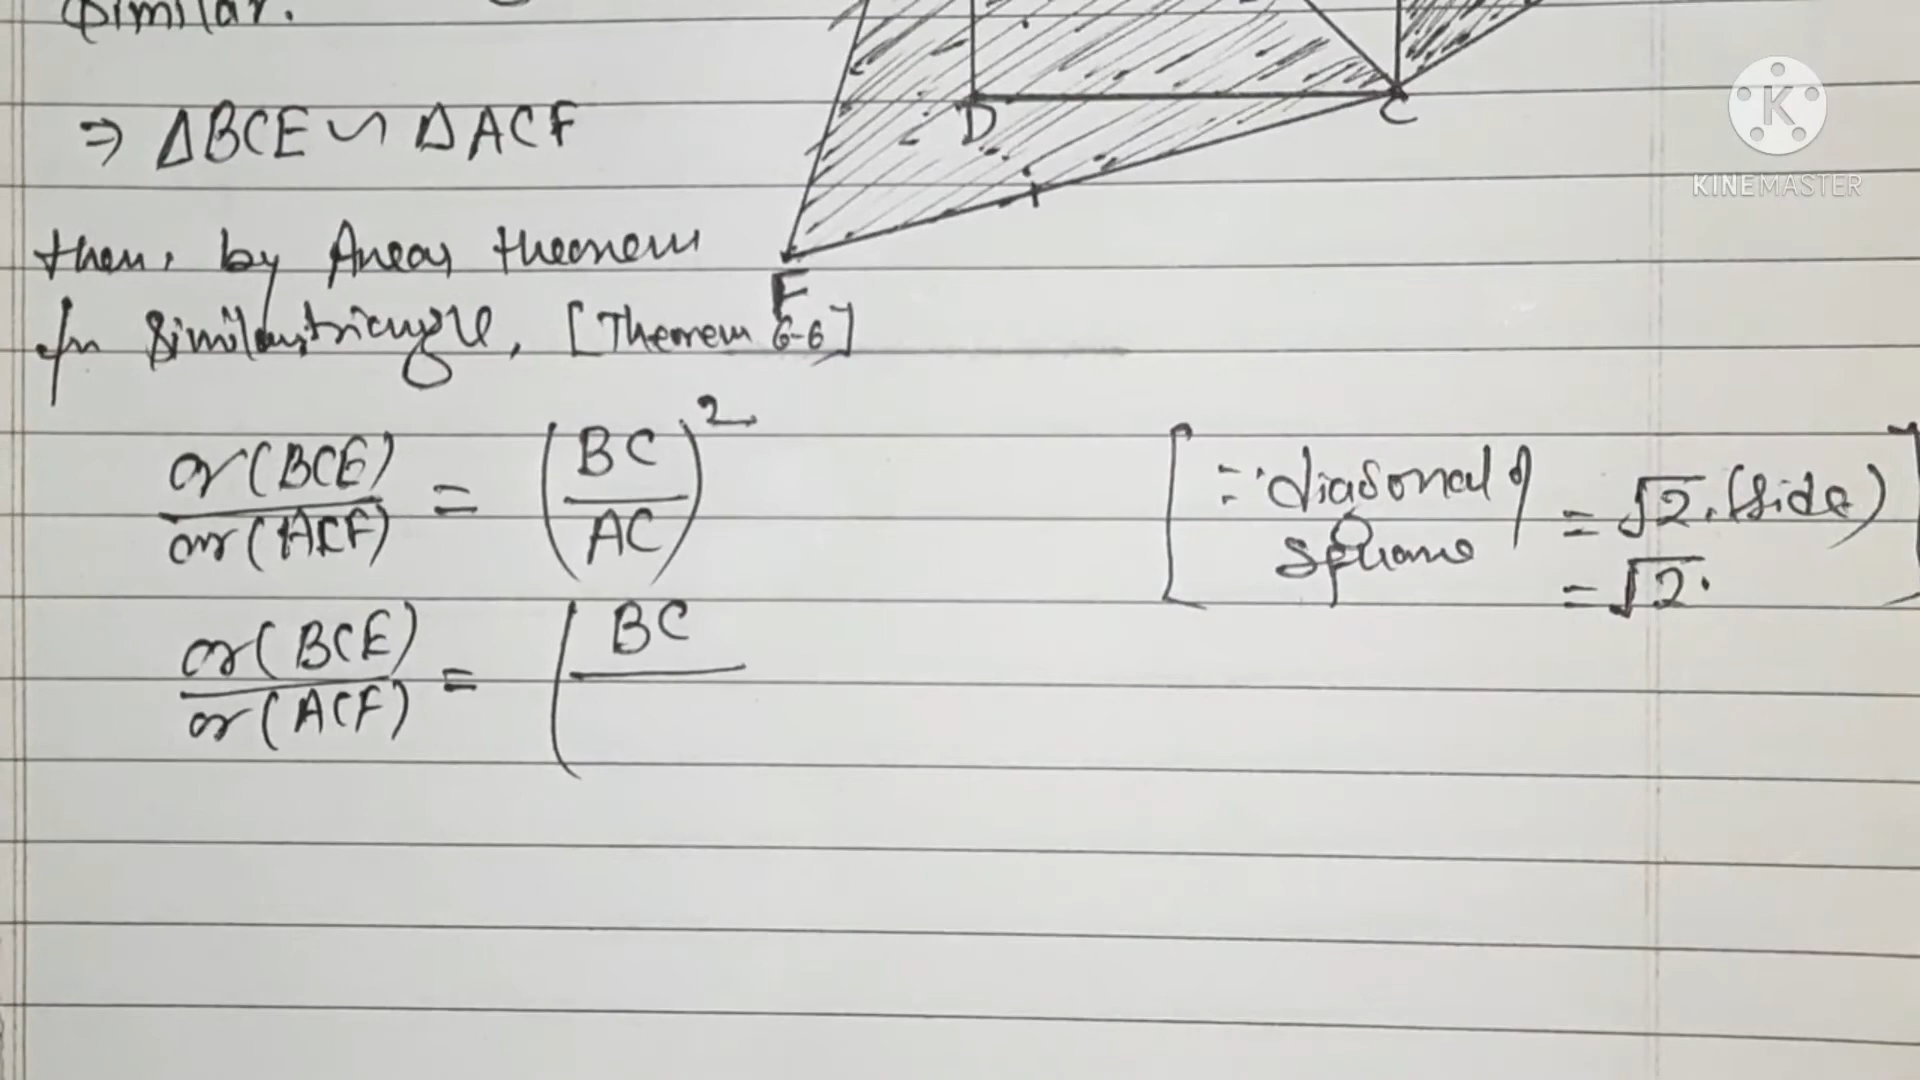 Similar.
⇒ ΔBCE ∽ ΔACF
then, by Areas theorem
for Similar triangle, [Theorem 6-6]
ar(BCE)/ar(ACF) = (BC/AC)²
[∵ diagonal of square = √2.(side)
= √2. ]
ar(BCE)/ar(ACF) = (BC/
D
C
F
K
KINEMASTER